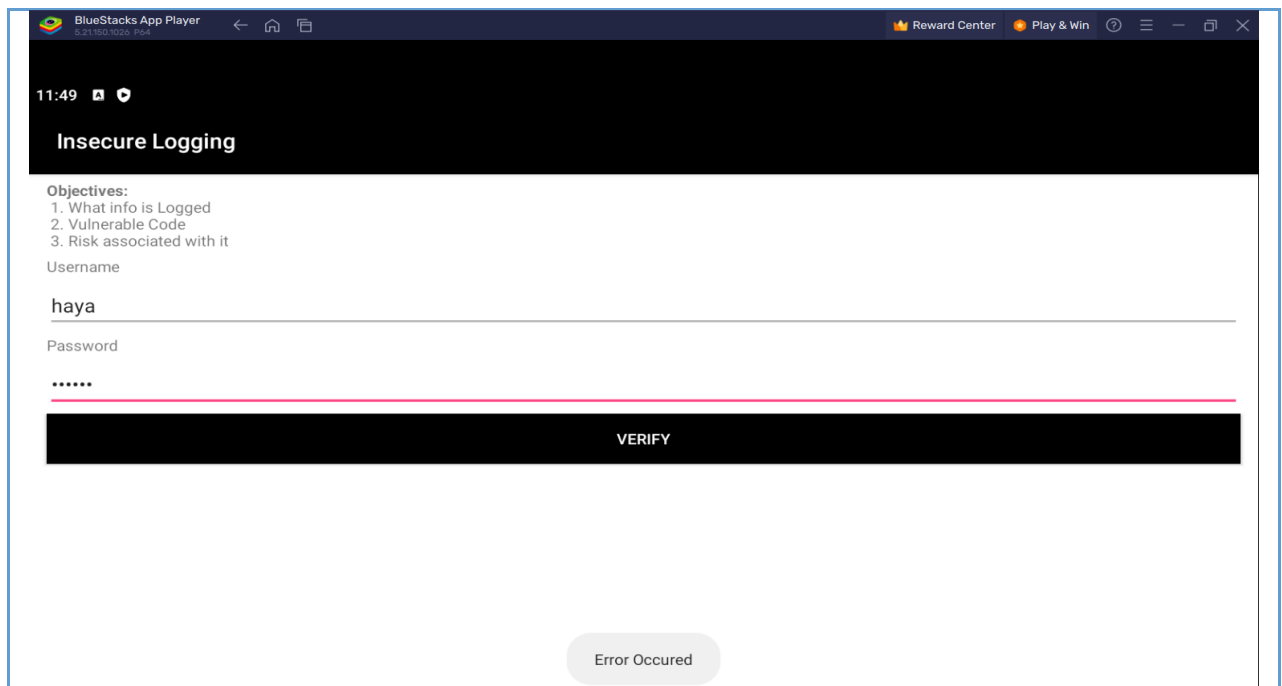 BlueStacks App Player
5.21.150.1026 P64
Reward Center
Play & Win
11:49
Insecure Logging
Objectives:
1. What info is Logged
2. Vulnerable Code
3. Risk associated with it
Username
haya
Password
••••••
VERIFY
Error Occured